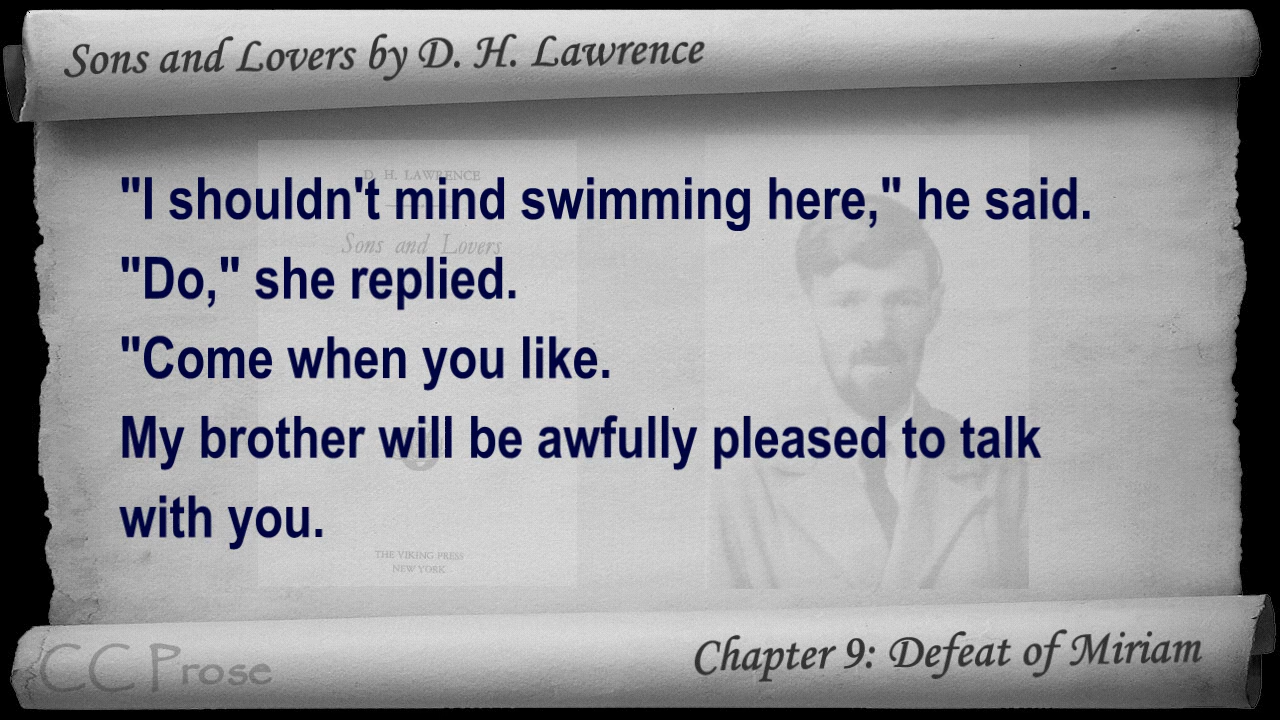 Sons and Lovers by D. H. Lawrence
D. H. LAWRENCE
"I shouldn't mind swimming here," he said.
Sons and Lovers
"Do," she replied.
"Come when you like.
My brother will be awfully pleased to talk
with you.
THE VIKING PRESS
NEW YORK
CC Prose
Chapter 9: Defeat of Miriam